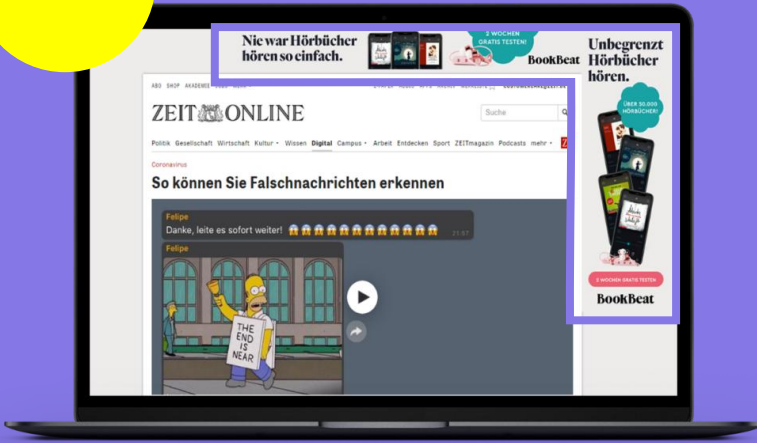 Nie war Hörbücher
hören so einfach.
2 WOCHEN
GRATIS TESTEN!
BookBeat
Unbegrenzt
Hörbücher
hören.
ÜBER 50.000
HÖRBÜCHER!
2 WOCHEN GRATIS TESTEN
BookBeat
ABO SHOP AKADEMIE
ZEIT ONLINE
Suche
Politik Gesellschaft Wirtschaft Kultur Wissen Digital Campus Arbeit Entdecken Sport ZEITmagazin Podcasts mehr
Coronavirus
So können Sie Falschnachrichten erkennen
Felipe
Danke, leite es sofort weiter! 😱😱😱😱😱😱😱😱😱😱😱😱
Felipe
THE
END
IS
NEAR